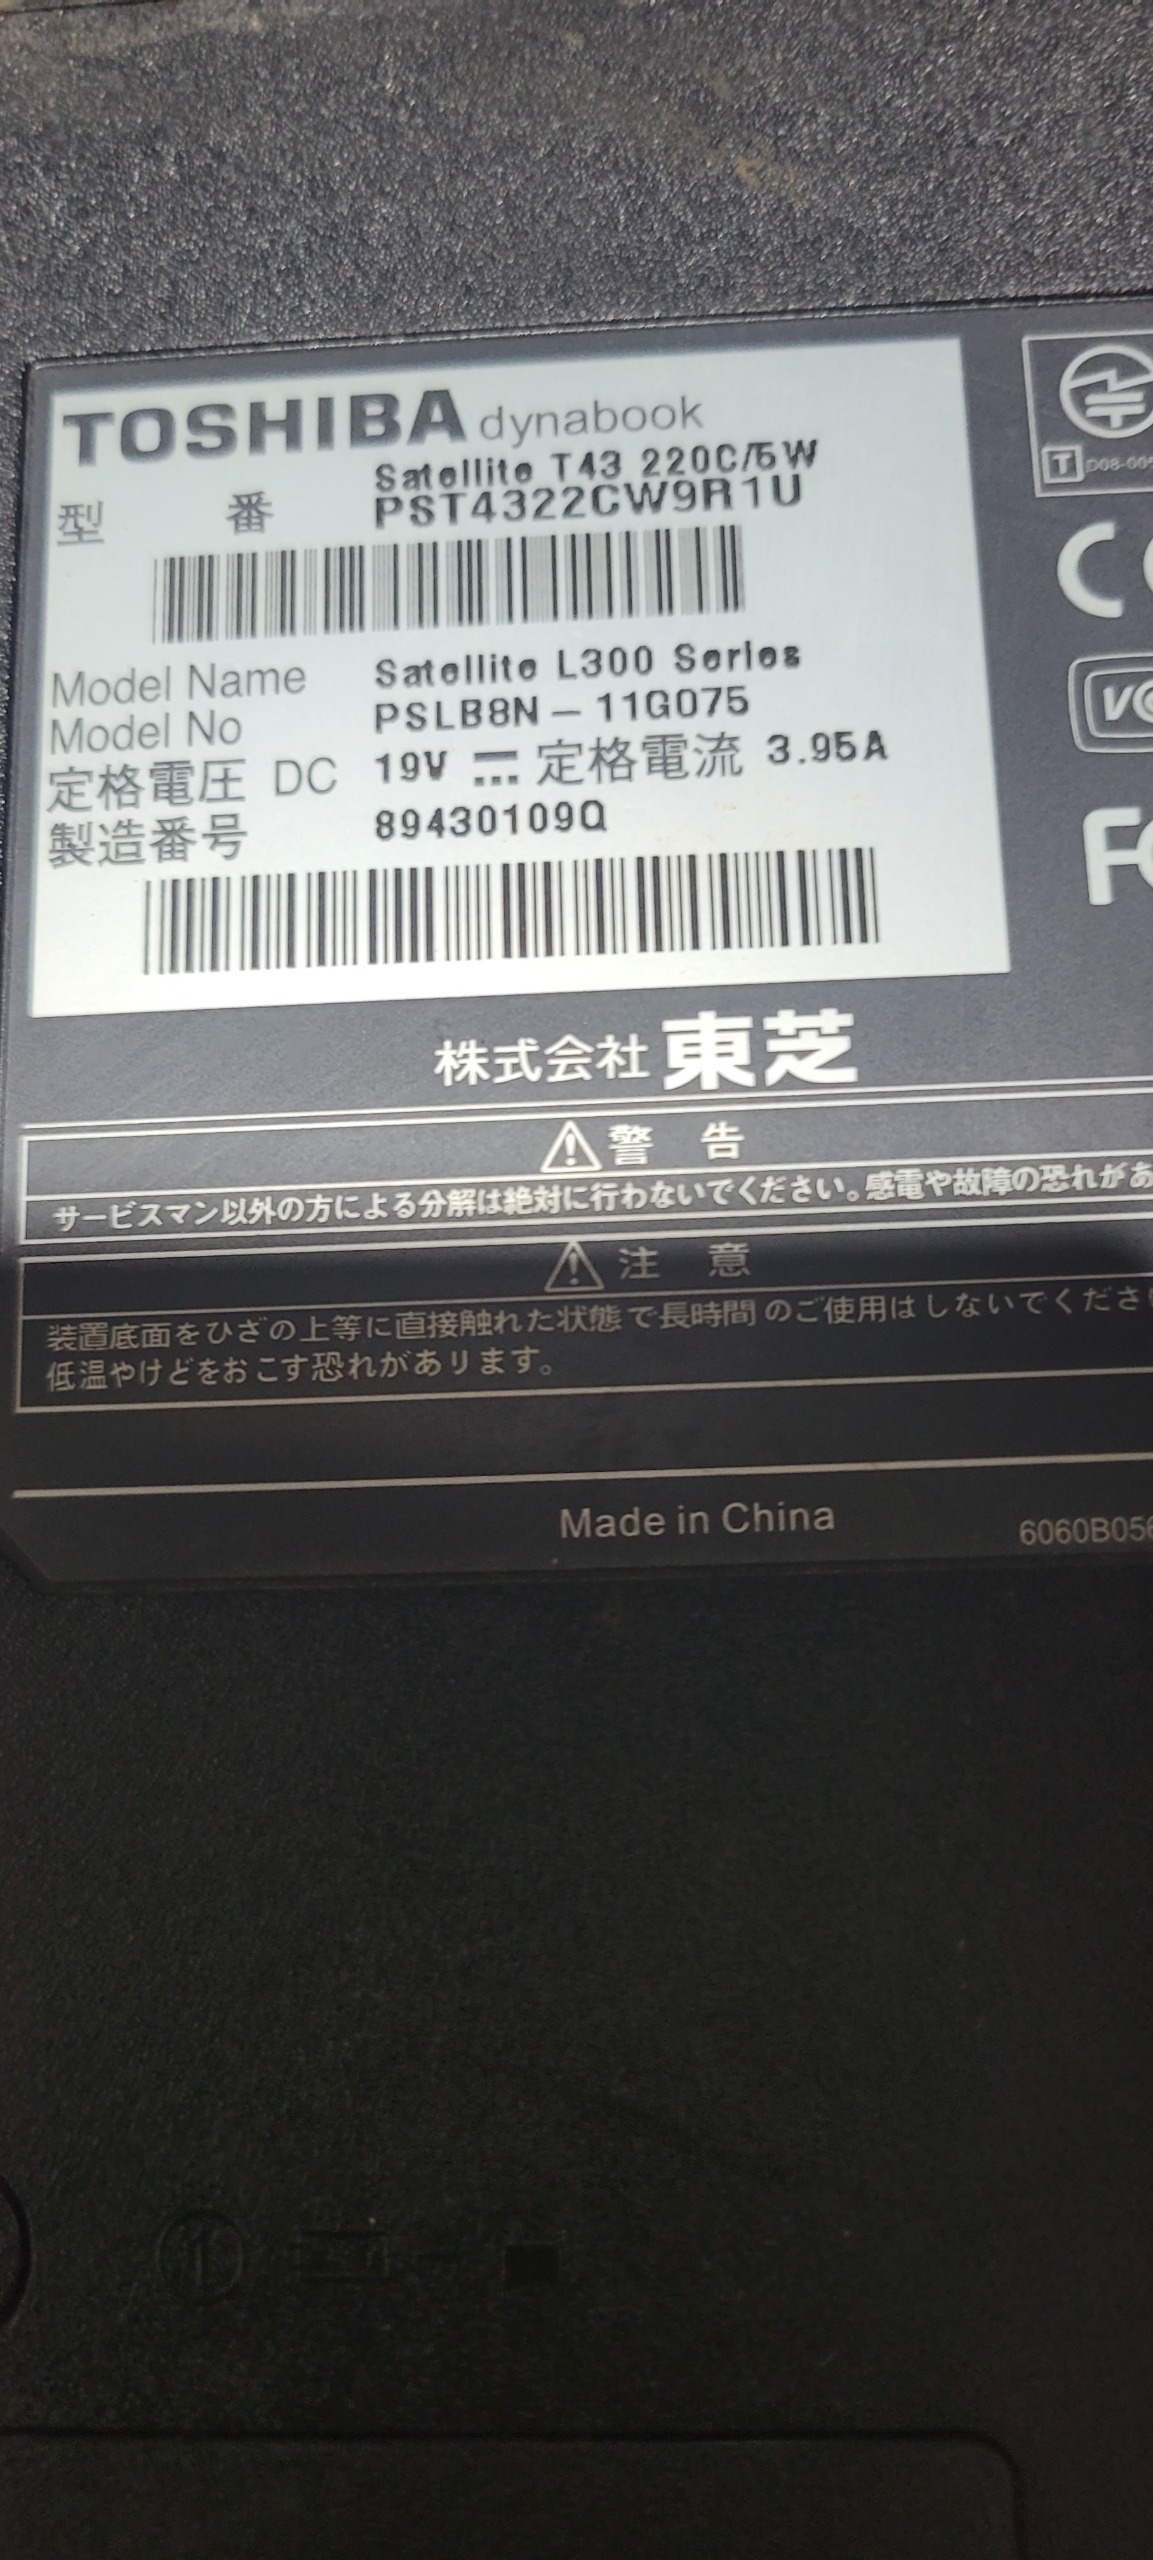 TOSHIBA dynabook
Satellite T43 220C/5W
型 番 PST4322CW9R1U
Model Name Satellite L300 Series
Model No PSLB8N – 11G075
定格電圧 DC 19V 定格電流 3.95A
製造番号 89430109Q
T D08-00
株式会社 東芝
警 告
サービスマン以外の方による分解は絶対に行わないでください。感電や故障の恐れがあ
注 意
装置底面をひざの上等に直接触れた状態で長時間のご使用はしないでくださ
低温やけどをおこす恐れがあります。
Made in China
6060B056